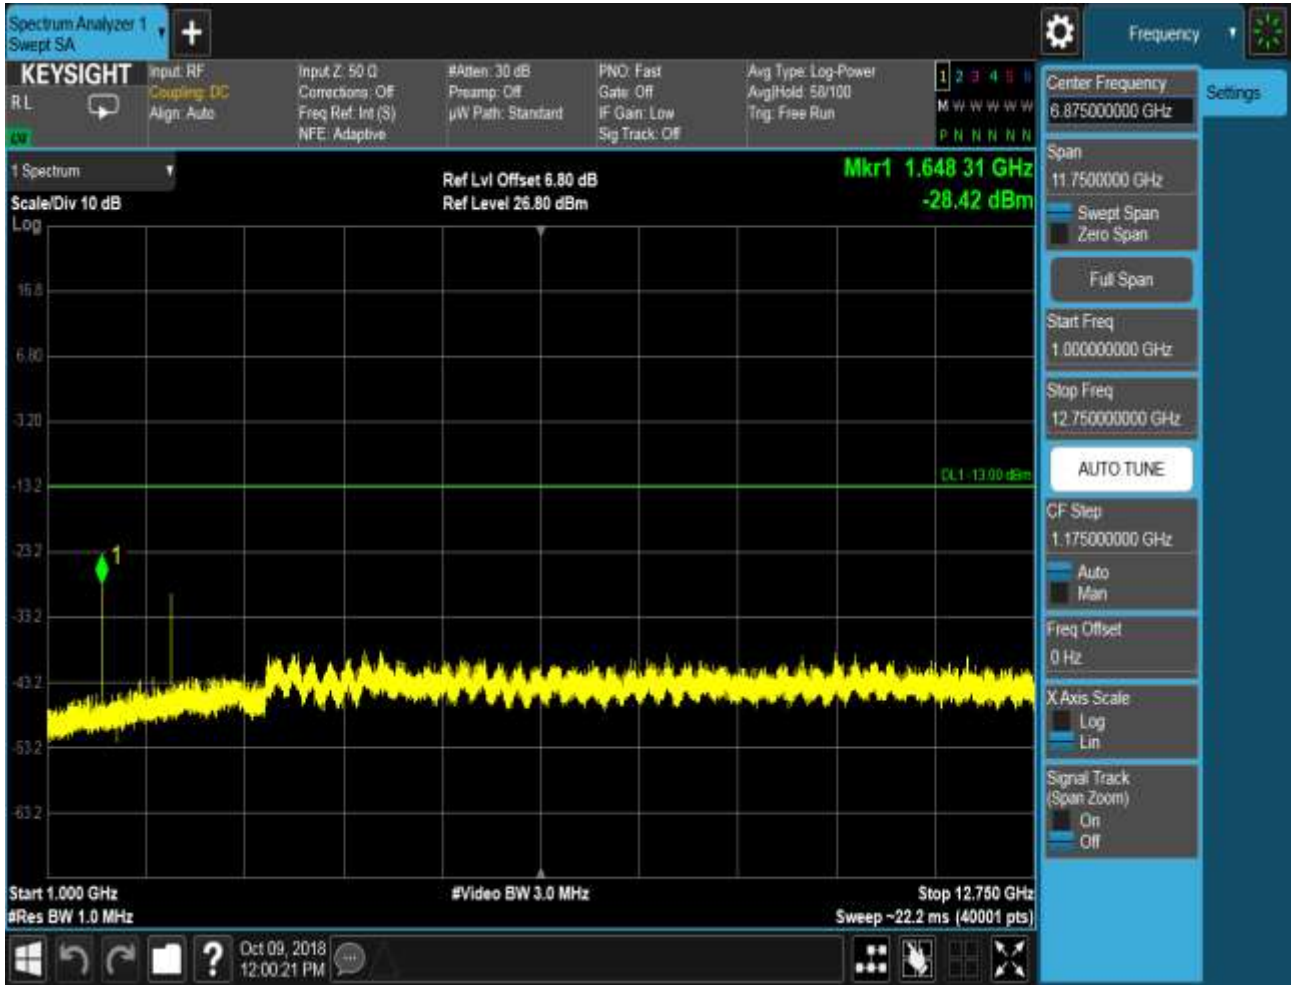 Spectrum Analyzer 1
Swept SA
+
Frequency
KEYSIGHT
Input: RF
Input Z: 50 Ω
#Atten: 30 dB
PNO: Fast
Avg Type: Log-Power
1 2 3 4 5 6
RL
Coupling: DC
Corrections: Off
Preamp: Off
Gate: Off
Avg|Hold: 58/100
M W W W W W
Align: Auto
Freq Ref: Int (S)
µW Path: Standard
IF Gain: Low
Trig: Free Run
NFE: Adaptive
Sig Track: Off
P N N N N N
1 Spectrum
Ref Lvl Offset 6.80 dB
Mkr1 1.648 31 GHz
Scale/Div 10 dB
Ref Level 26.80 dBm
-28.42 dBm
Log
16.8
6.80
-3.20
-13.2
DL1 -13.00 dBm
-23.2
1
-33.2
-43.2
-53.2
-63.2
Start 1.000 GHz
#Video BW 3.0 MHz
Stop 12.750 GHz
#Res BW 1.0 MHz
Sweep ~22.2 ms (40001 pts)
Center Frequency
6.875000000 GHz
Settings
Span
11.7500000 GHz
Swept Span
Zero Span
Full Span
Start Freq
1.000000000 GHz
Stop Freq
12.750000000 GHz
AUTO TUNE
CF Step
1.175000000 GHz
Auto
Man
Freq Offset
0 Hz
X Axis Scale
Log
Lin
Signal Track
(Span Zoom)
On
Off
?
Oct 09, 2018
12:00:21 PM